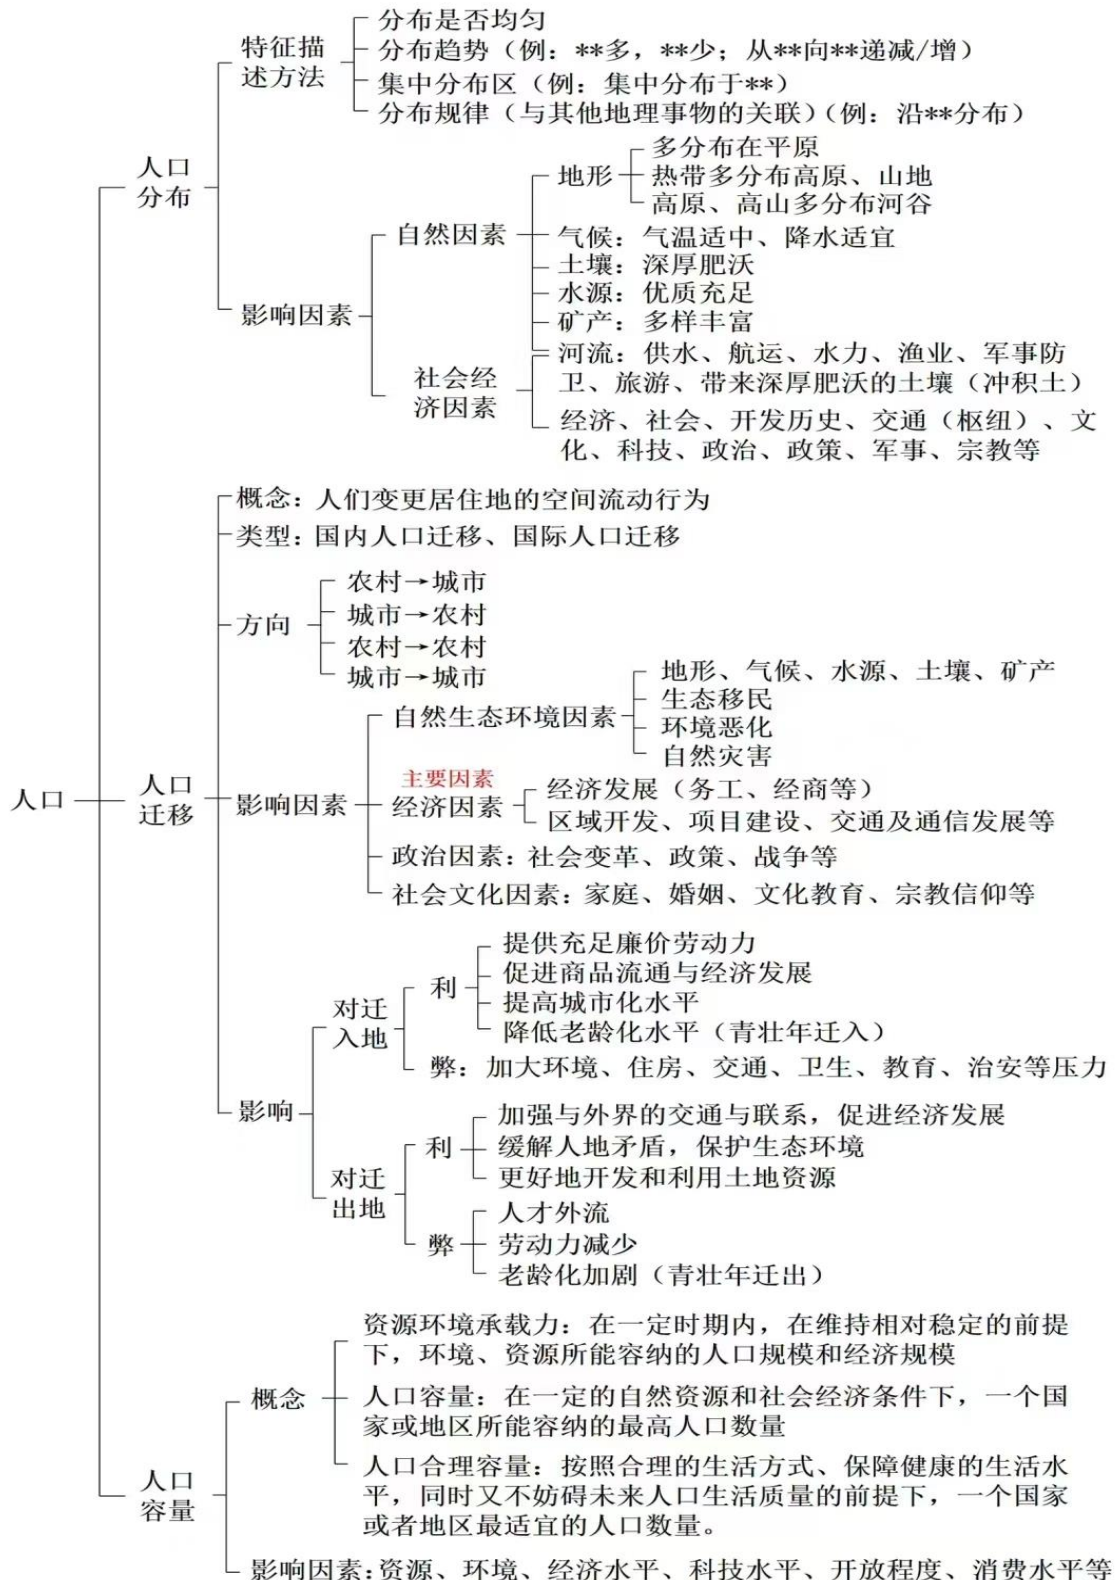 人口
人口
分布
特征描
述方法
分布是否均匀
分布趋势（例：**多，**少；从**向**递减/增）
集中分布区（例：集中分布于**）
分布规律（与其他地理事物的关联）（例：沿**分布）
影响因素
自然因素
地形
多分布在平原
热带多分布高原、山地
高原、高山多分布河谷
气候：气温适中、降水适宜
土壤：深厚肥沃
水源：优质充足
矿产：多样丰富
河流：供水、航运、水力、渔业、军事防
卫、旅游、带来深厚肥沃的土壤（冲积土）
社会经
济因素
经济、社会、开发历史、交通（枢纽）、文
化、科技、政治、政策、军事、宗教等
人口
迁移
概念：人们变更居住地的空间流动行为
类型：国内人口迁移、国际人口迁移
方向
农村→城市
城市→农村
农村→农村
城市→城市
影响因素
自然生态环境因素
地形、气候、水源、土壤、矿产
生态移民
环境恶化
自然灾害
主要因素
经济因素
经济发展（务工、经商等）
区域开发、项目建设、交通及通信发展等
政治因素：社会变革、政策、战争等
社会文化因素：家庭、婚姻、文化教育、宗教信仰等
影响
对迁
入地
利
提供充足廉价劳动力
促进商品流通与经济发展
提高城市化水平
降低老龄化水平（青壮年迁入）
弊：加大环境、住房、交通、卫生、教育、治安等压力
对迁
出地
利
加强与外界的交通与联系，促进经济发展
缓解人地矛盾，保护生态环境
更好地开发和利用土地资源
弊
人才外流
劳动力减少
老龄化加剧（青壮年迁出）
人口
容量
概念
资源环境承载力：在一定时期内，在维持相对稳定的前提
下，环境、资源所能容纳的人口规模和经济规模
人口容量：在一定的自然资源和社会经济条件下，一个国
家或地区所能容纳的最高人口数量
人口合理容量：按照合理的生活方式、保障健康的生活水
平，同时又不妨碍未来人口生活质量的前提下，一个国家
或者地区最适宜的人口数量。
影响因素：资源、环境、经济水平、科技水平、开放程度、消费水平等